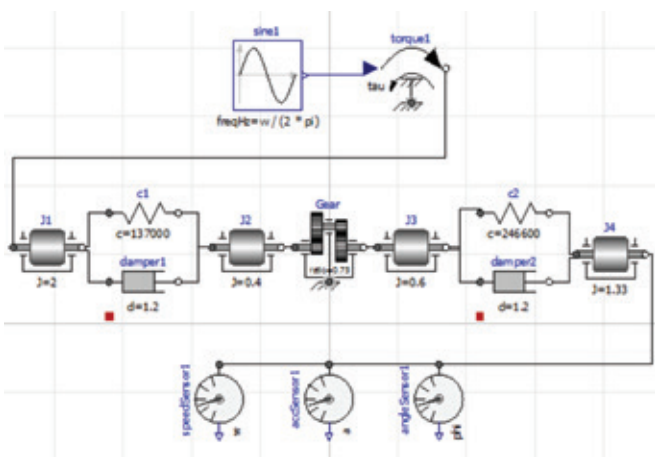 sine1
torque1
tau
freqHz=w/(2 * pi)
c1
c2
Gear
J1
J2
J3
J4
c=137000
c=246600
damper1
damper2
ratio=0.73
J=2
J=0.4
J=0.6
J=1.33
d=1.2
d=1.2
speedSensor1
accSensor1
angleSensor1
w
a
phi